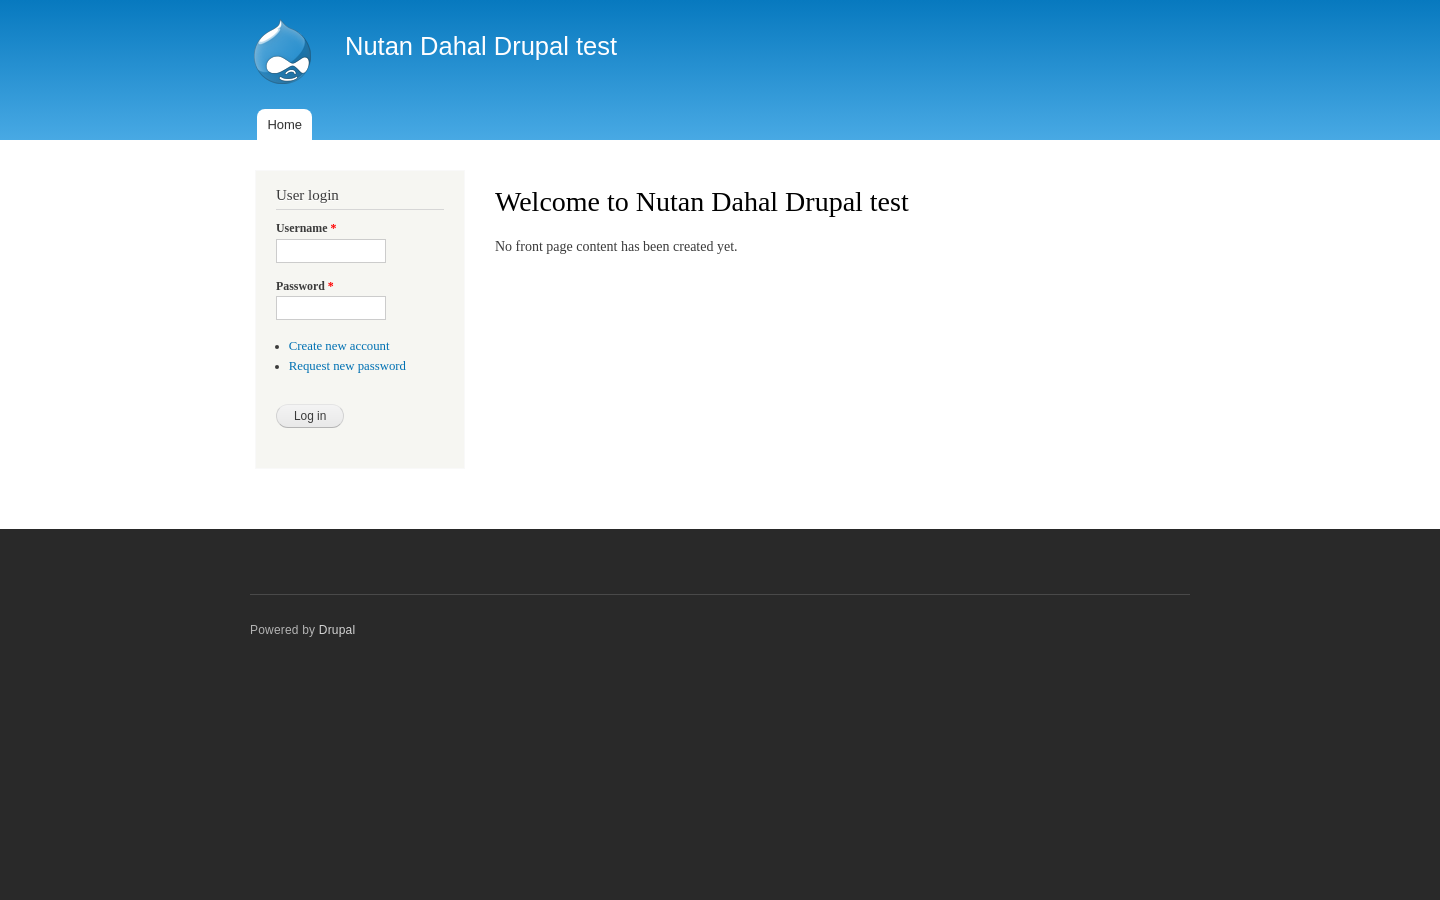 Nutan Dahal Drupal test
Home
User login
Username *
Password *
Create new account
Request new password
Log in
Welcome to Nutan Dahal Drupal test
No front page content has been created yet.
Powered by Drupal